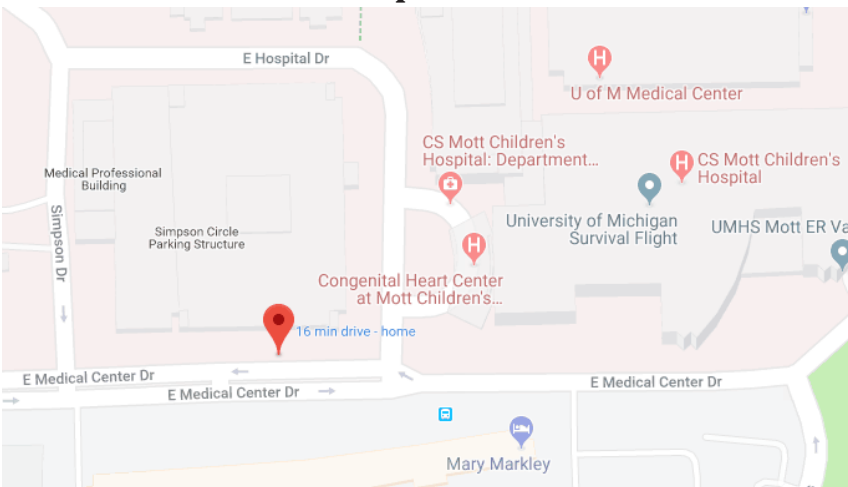 E Hospital Dr
U of M Medical Center
CS Mott Children's
Hospital: Department...
CS Mott Children's
Hospital
Medical Professional
Building
Simpson Dr
Simpson Circle
Parking Structure
University of Michigan
Survival Flight
UMHS Mott ER Va
Congenital Heart Center
at Mott Children's...
16 min drive - home
E Medical Center Dr
E Medical Center Dr
E Medical Center Dr
Mary Markley